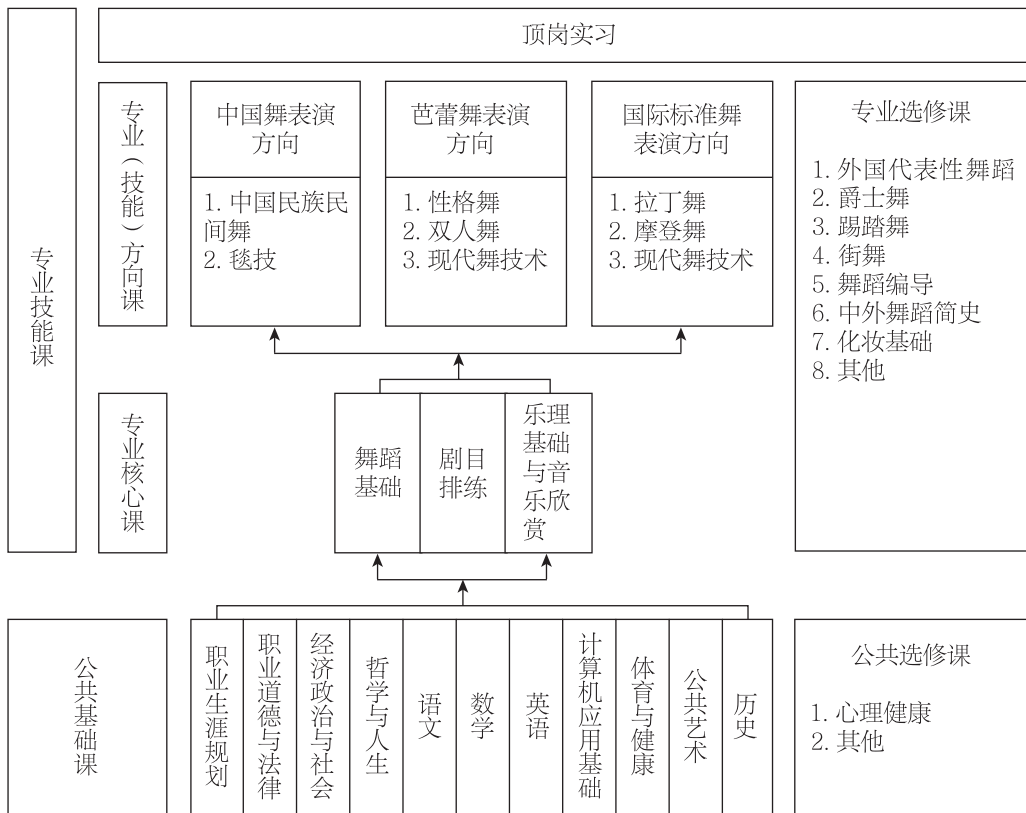 顶岗实习
专业技能课
专业（技能）方向课
中国舞表演
方向
1. 中国民族民
间舞
2. 毯技
芭蕾舞表演
方向
1. 性格舞
2. 双人舞
3. 现代舞技术
国际标准舞
表演方向
1. 拉丁舞
2. 摩登舞
3. 现代舞技术
专业选修课
1. 外国代表性舞蹈
2. 爵士舞
3. 踢踏舞
4. 街舞
5. 舞蹈编导
6. 中外舞蹈简史
7. 化妆基础
8. 其他
专业核心课
舞蹈
基础
剧目
排练
乐理
基础
与音
乐欣
赏
公共基础课
职业生涯规划
职业道德与法律
经济政治与社会
哲学与人生
语文
数学
英语
计算机应用基础
体育与健康
公共艺术
历史
公共选修课
1. 心理健康
2. 其他